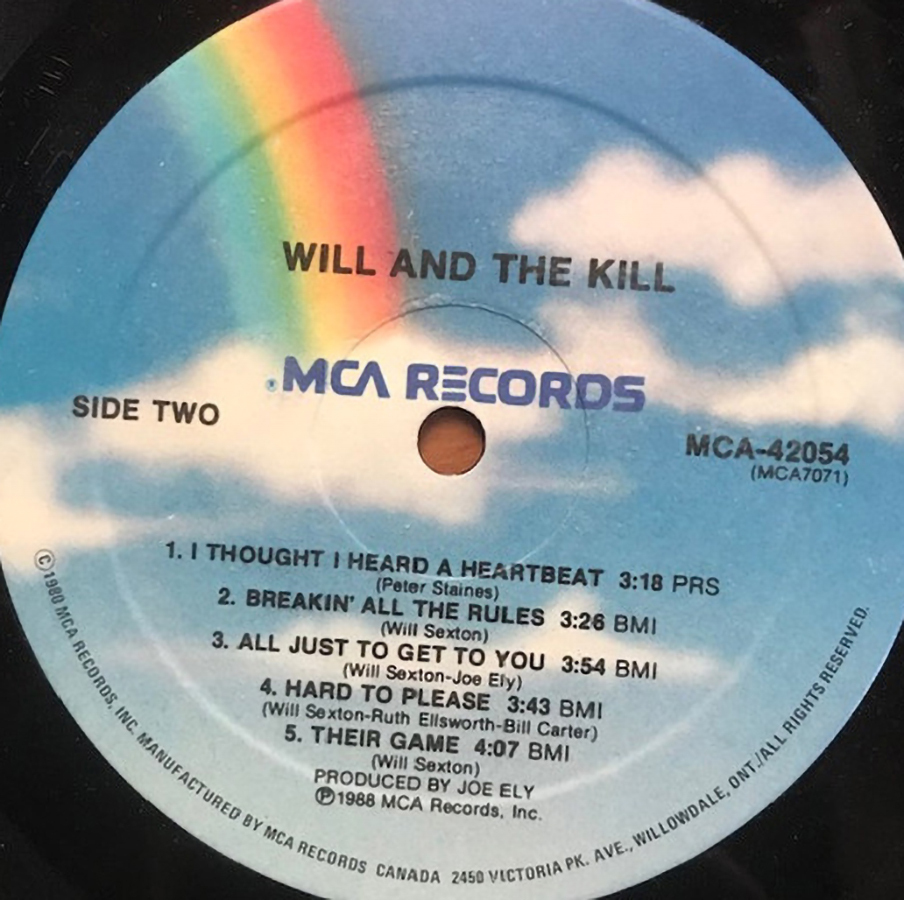 WILL AND THE KILL
®MCA RECORDS
SIDE TWO
MCA-42054
(MCA7071)
1. I THOUGHT I HEARD A HEARTBEAT 3:18 PRS
(Peter Staines)
2. BREAKIN' ALL THE RULES 3:26 BMI
(Will Sexton)
3. ALL JUST TO GET TO YOU 3:54 BMI
(Will Sexton-Joe Ely)
4. HARD TO PLEASE 3:43 BMI
(Will Sexton-Ruth Ellsworth-Bill Carter)
5. THEIR GAME 4:07 BMI
(Will Sexton)
PRODUCED BY JOE ELY
℗1988 MCA Records, Inc.
©1980 MCA RECORDS, INC. MANUFACTURED BY MCA RECORDS CANADA 2450 VICTORIA PK. AVE., WILLOWDALE, ONT./ALL RIGHTS RESERVED.